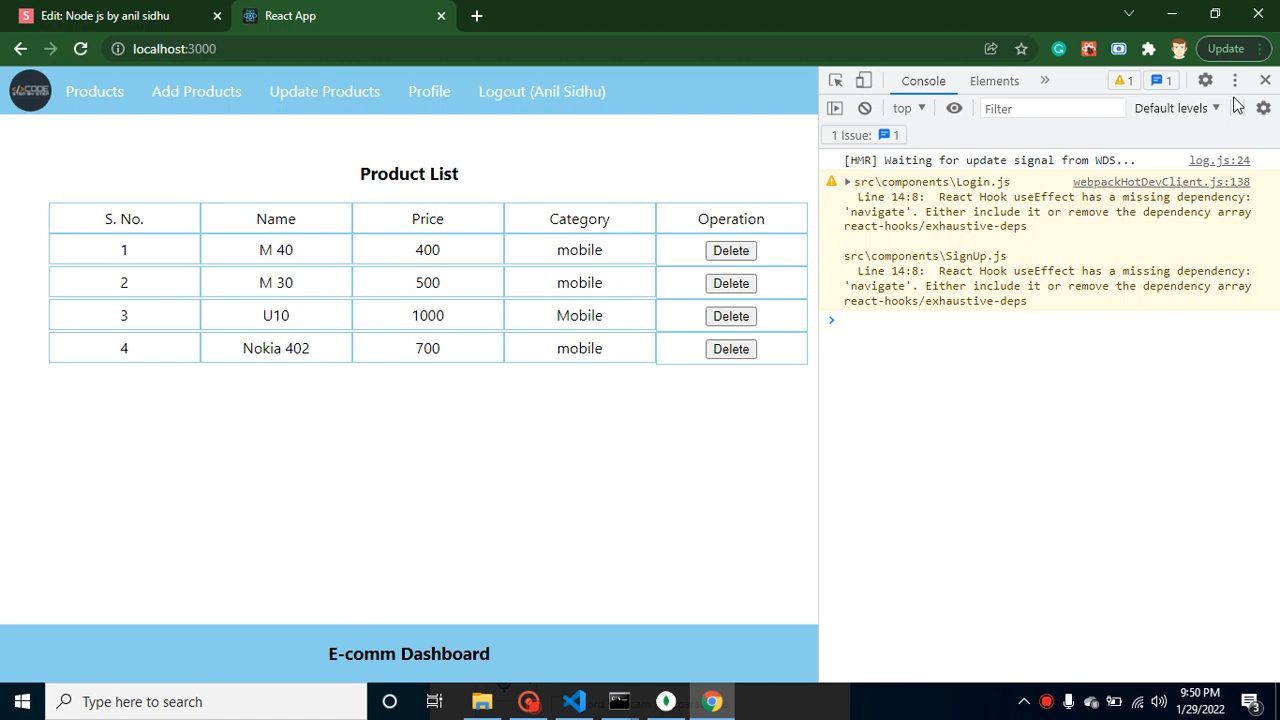 Edit: Node js by anil sidhu
React App
localhost:3000
Update
CODE
Products
Add Products
Update Products
Profile
Logout (Anil Sidhu)
Product List
S. No. Name Price Category Operation
1 M 40 400 mobile Delete
2 M 30 500 mobile Delete
3 U10 1000 Mobile Delete
4 Nokia 402 700 mobile Delete
E-comm Dashboard
Console
Elements
1
1
top
Filter
Default levels
1 Issue: 1
[HMR] Waiting for update signal from WDS... log.js:24
src\components\Login.js webpackHotDevClient.js:138
Line 14:8: React Hook useEffect has a missing dependency:
'navigate'. Either include it or remove the dependency array
react-hooks/exhaustive-deps
src\components\SignUp.js
Line 14:8: React Hook useEffect has a missing dependency:
'navigate'. Either include it or remove the dependency array
react-hooks/exhaustive-deps
Type here to search
9:50 PM
1/29/2022
3